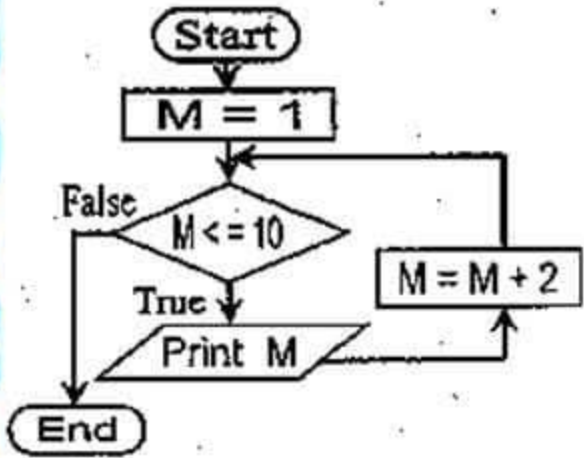 Start
M = 1
False
M <= 10
M = M + 2
True
Print M
End